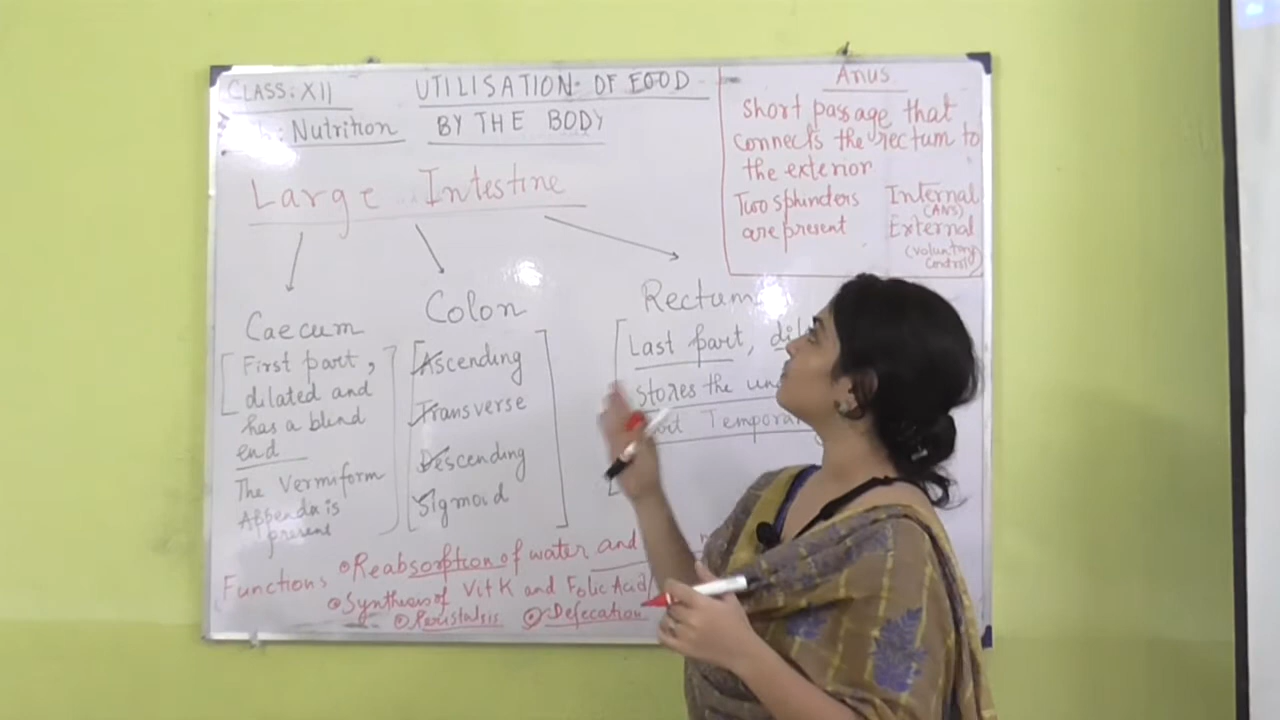 CLASS: XII
UTILISATION OF FOOD
: Nutrition
BY THE BODY
Large Intestine
Anus
Short passage that
connects the rectum to
the exterior
Two sphincters
are present
Internal
(ANS)
External
(voluntary
control)
Caecum
First part,
dilated and
has a blind
end
The Vermiform
Appendix is
present
Colon
Ascending
Transverse
Descending
Sigmoid
Rectum
Last part,
stores the
Temporar
Functions
Reabsorption of water and
Synthesis of Vit K and Folic Acid
Peristalsis
Defecation